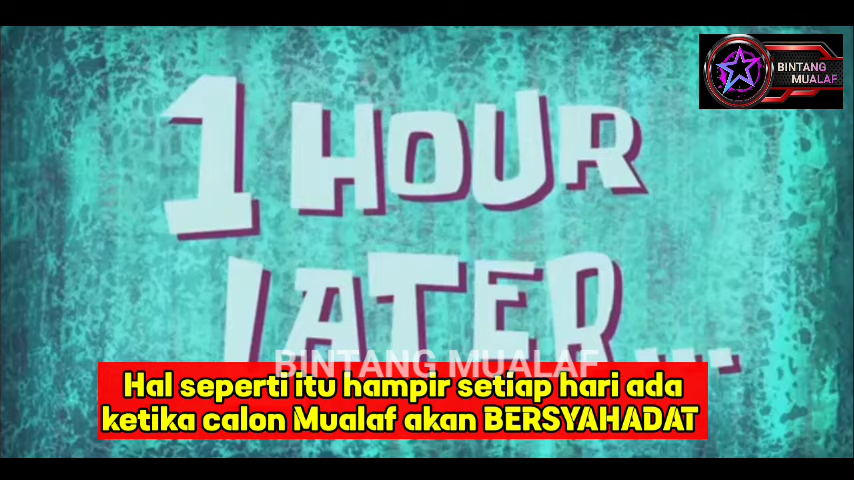 BINTANG
MUALAF
1 HOUR
LATER...
BINTANG MUALAF
Hal seperti itu hampir setiap hari ada
ketika calon Mualaf akan BERSYAHADAT